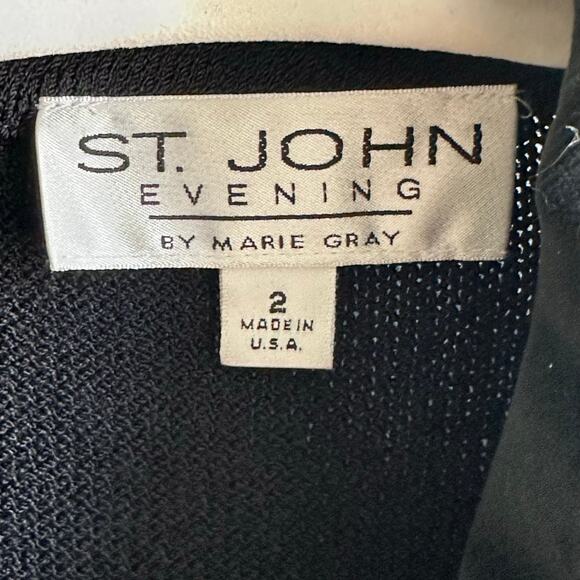 ST. JOHN
EVENING
BY MARIE GRAY
2
MADE IN
U.S.A.